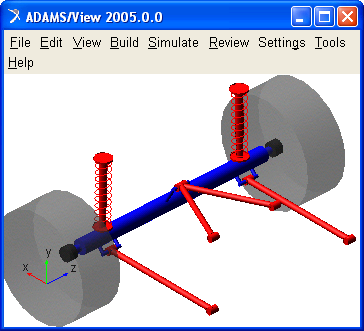 ADAMS/View 2005.0.0
File Edit View Build Simulate Review Settings Tools
Help
y
x
z